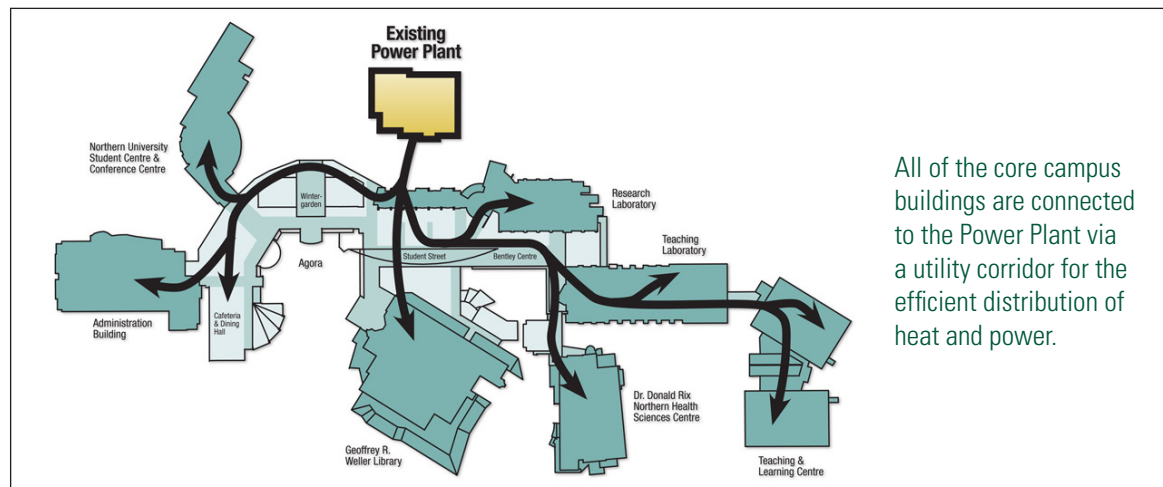 Existing
Power Plant
Northern University
Student Centre &
Conference Centre
Winter-
garden
Research
Laboratory
Teaching
Laboratory
Agora
Student Street
Bentley Centre
Administration
Building
Cafeteria
& Dining
Hall
Geoffrey R.
Weller Library
Dr. Donald Rix
Northern Health
Sciences Centre
Teaching &
Learning Centre
All of the core campus
buildings are connected
to the Power Plant via
a utility corridor for the
efficient distribution of
heat and power.